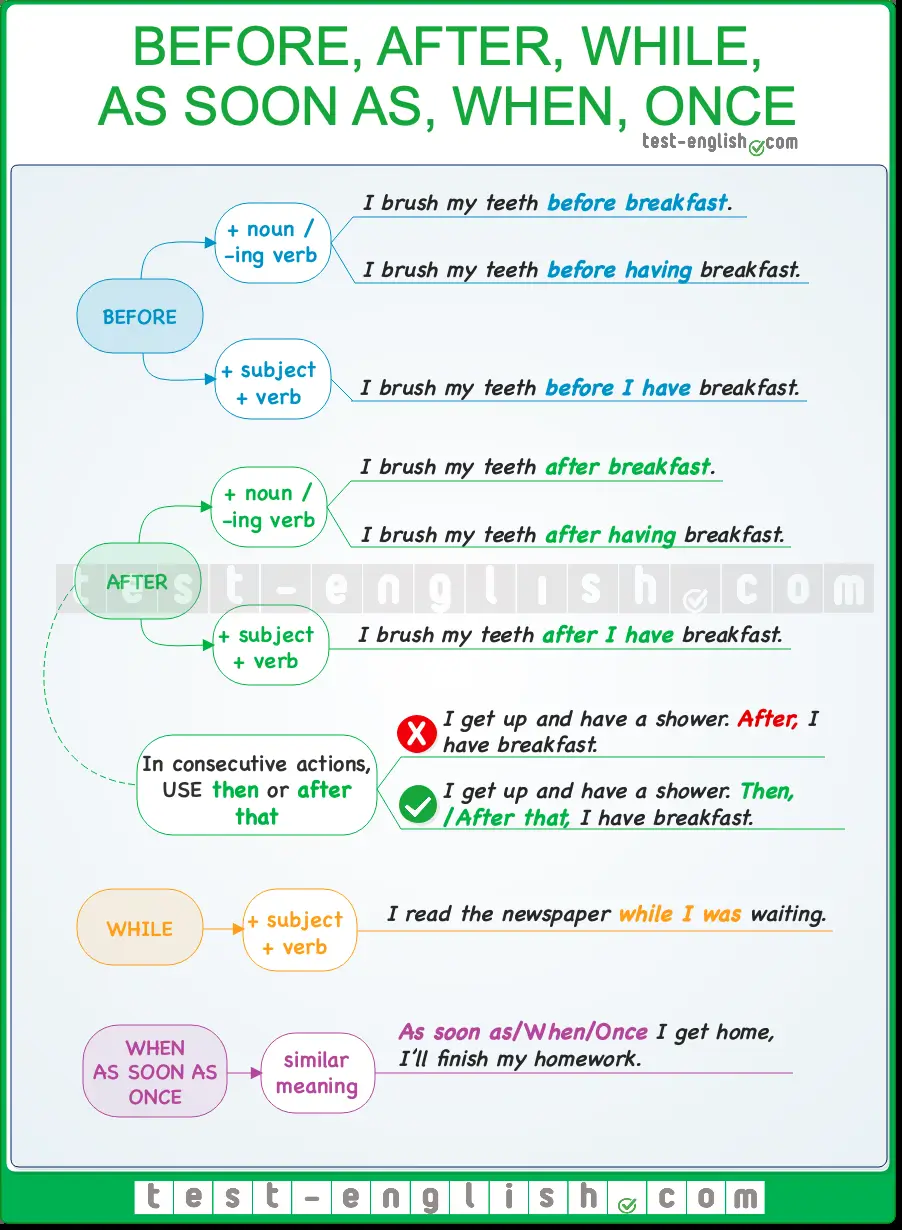 BEFORE, AFTER, WHILE,
AS SOON AS, WHEN, ONCE
test-english.com
BEFORE
+ noun /
-ing verb
I brush my teeth before breakfast.
I brush my teeth before having breakfast.
+ subject
+ verb
I brush my teeth before I have breakfast.
AFTER
+ noun /
-ing verb
I brush my teeth after breakfast.
I brush my teeth after having breakfast.
test-english.com
+ subject
+ verb
I brush my teeth after I have breakfast.
In consecutive actions,
USE then or after
that
X
I get up and have a shower. After, I
have breakfast.
I get up and have a shower. Then,
/After that, I have breakfast.
WHILE
+ subject
+ verb
I read the newspaper while I was waiting.
WHEN
AS SOON AS
ONCE
similar
meaning
As soon as/When/Once I get home,
I'll finish my homework.
test-english.com